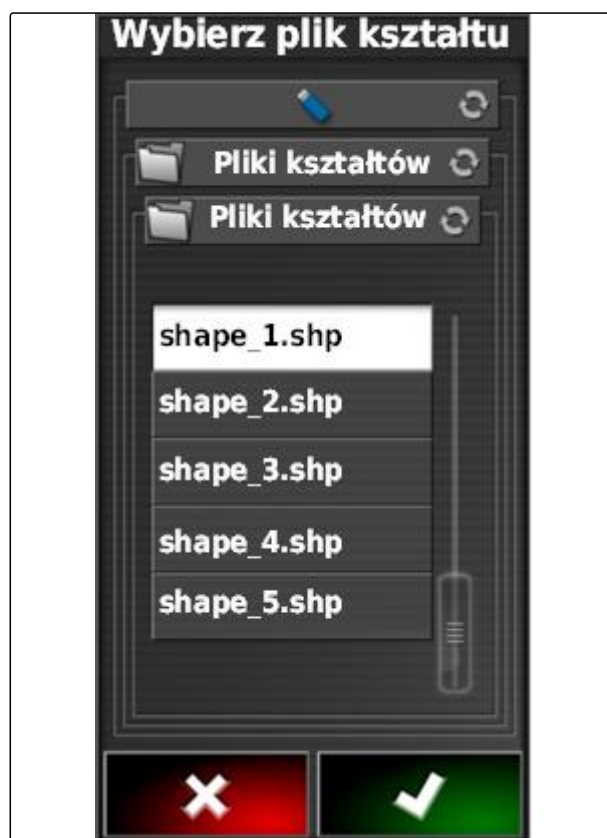 Wybierz plik kształtu
Pliki kształtów
Pliki kształtów
shape_1.shp
shape_2.shp
shape_3.shp
shape_4.shp
shape_5.shp